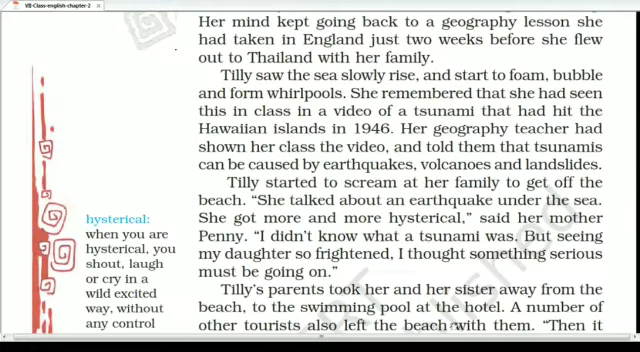 VB-Class-english-chapter-2
Her mind kept going back to a geography lesson she
had taken in England just two weeks before she flew
out to Thailand with her family.
Tilly saw the sea slowly rise, and start to foam, bubble
and form whirlpools. She remembered that she had seen
this in class in a video of a tsunami that had hit the
Hawaiian islands in 1946. Her geography teacher had
shown her class the video, and told them that tsunamis
can be caused by earthquakes, volcanoes and landslides.
Tilly started to scream at her family to get off the
beach. “She talked about an earthquake under the sea.
She got more and more hysterical,” said her mother
Penny. “I didn’t know what a tsunami was. But seeing
my daughter so frightened, I thought something serious
must be going on.”
Tilly’s parents took her and her sister away from the
beach, to the swimming pool at the hotel. A number of
other tourists also left the beach with them. “Then it
hysterical:
when you are
hysterical, you
shout, laugh
or cry in a
wild excited
way, without
any control